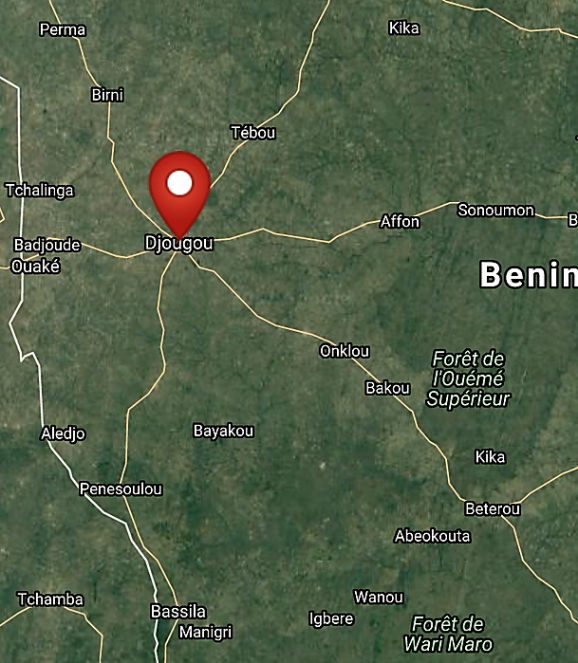 Perma
Kika
Birni
Tébou
Tchalinga
Affon
Sonoumon
B
Djougou
Badjoude
Ouaké
Benin
Onklou
Forêt de
l'Ouémé
Supérieur
Bakou
Aledjo
Bayakou
Kika
Penesoulou
Beterou
Abeokouta
Tchamba
Wanou
Bassila
Igbere
Manigri
Forêt de
Wari Maro